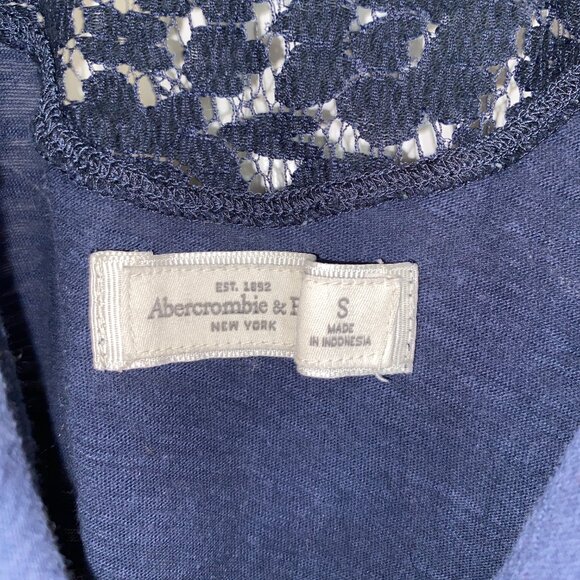 EST. 1892
Abercrombie & F
NEW YORK
S
MADE
IN INDONESIA